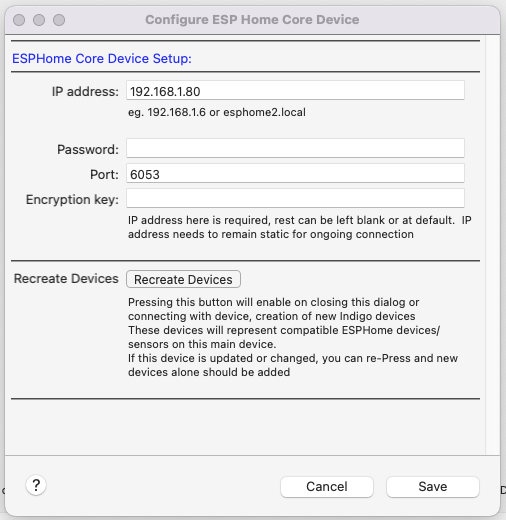 Configure ESP Home Core Device
ESPHome Core Device Setup:
IP address: 192.168.1.80
eg. 192.168.1.6 or esphome2.local
Password:
Port: 6053
Encryption key:
IP address here is required, rest can be left blank or at default.  IP
address needs to remain static for ongoing connection
Recreate Devices Recreate Devices
Pressing this button will enable on closing this dialog or
connecting with device, creation of new Indigo devices
These devices will represent compatible ESPHome devices/
sensors on this main device.
If this device is updated or changed, you can re-Press and new
devices alone should be added
? Cancel Save